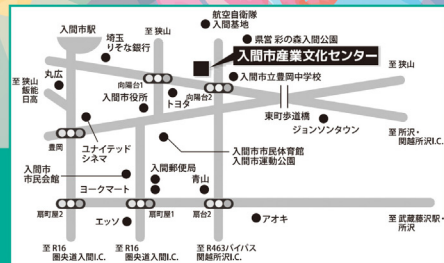 入間市駅
航空自衛隊
入間基地
埼玉
りそな銀行
至 狭山
県営 彩の森入間公園
入間市産業文化センター
至 狭山
丸広
至 狭山
飯能
日高
向陽台1
向陽台2
入間市立豊岡中学校
入間市役所
トヨタ
東町歩道橋
ジョンソンタウン
至 所沢・
関越所沢I.C.
豊岡
ユナイテッド
シネマ
入間市市民体育館
入間市運動公園
入間市
市民会館
入間郵便局
ヨークマート
青山
扇町屋2
エッソ
扇町屋1
扇台2
アオキ
至 武蔵藤沢駅・
所沢
至 R16
圏央道入間I.C.
至 R16
圏央道入間I.C.
至 R463バイパス
関越所沢I.C.